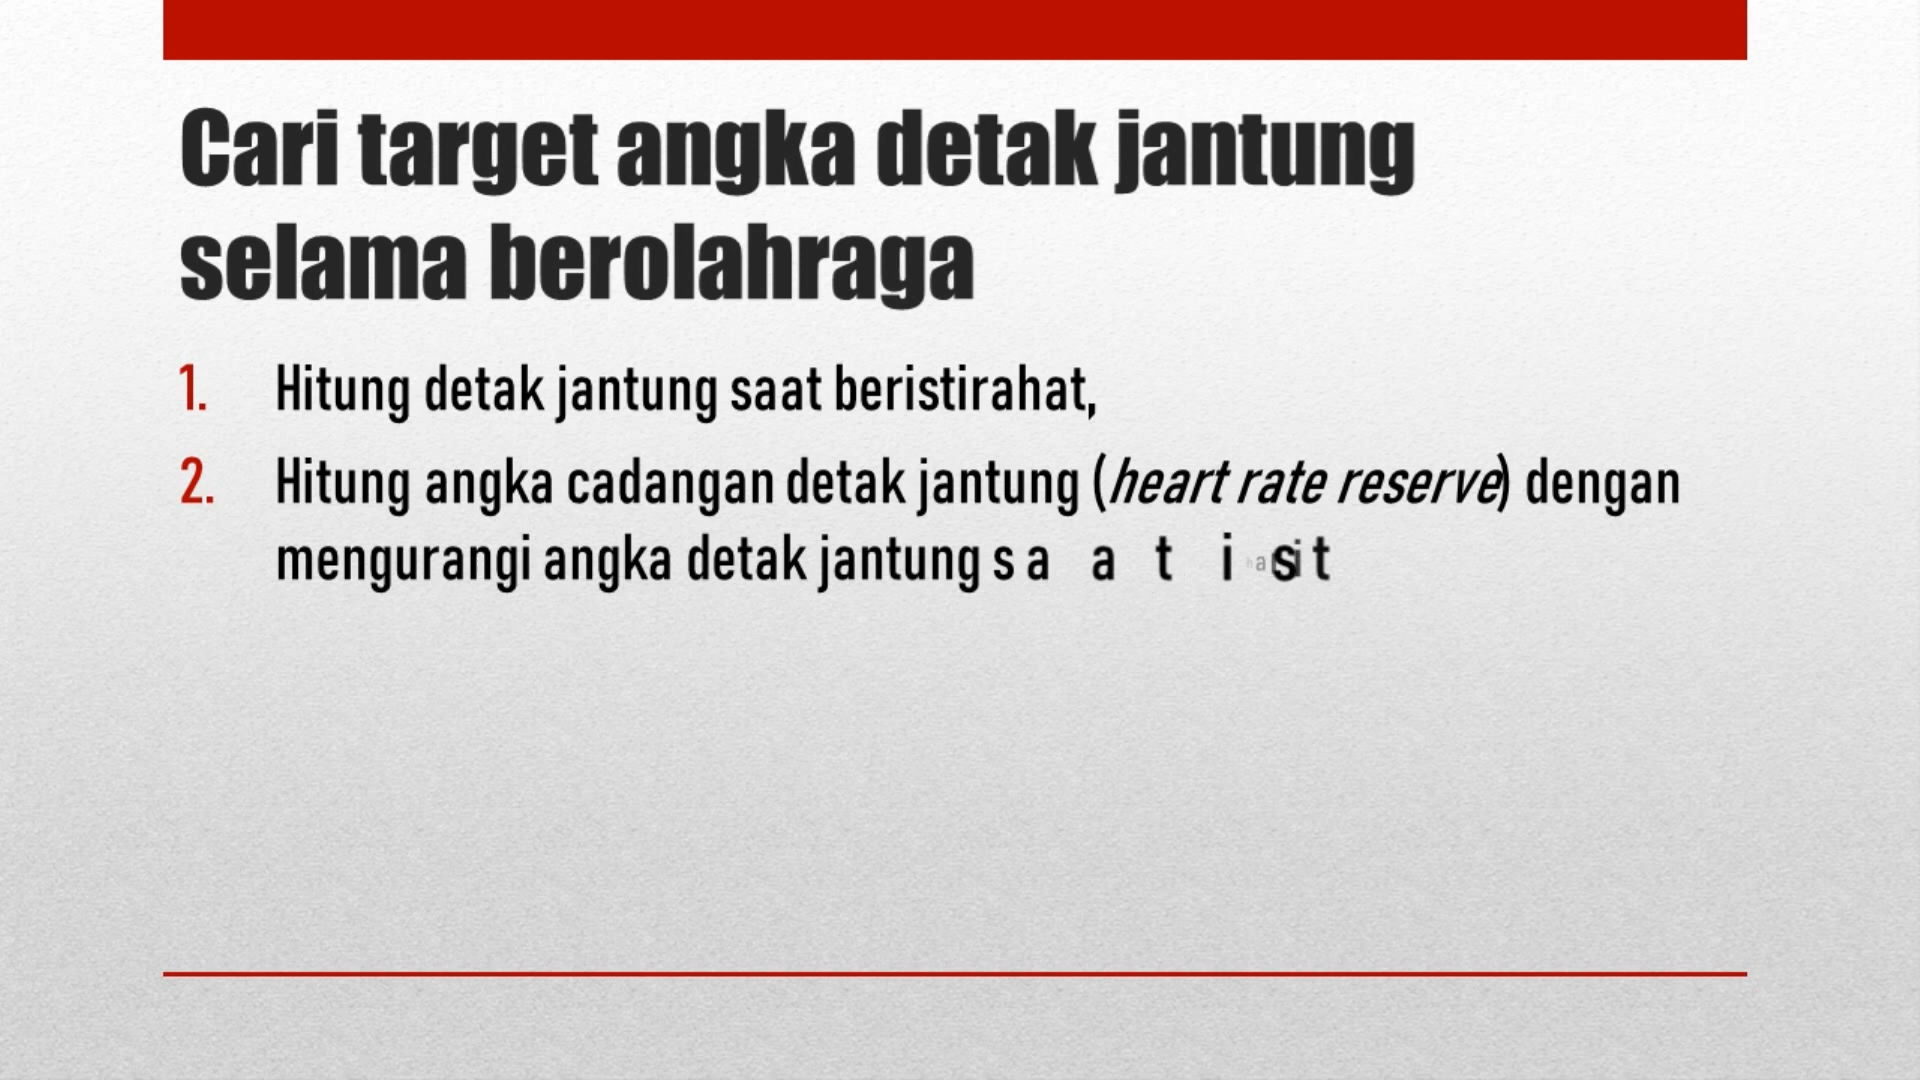 Cari target angka detak jantung
selama berolahraga
1. Hitung detak jantung saat beristirahat,
2. Hitung angka cadangan detak jantung (heart rate reserve) dengan
mengurangi angka detak jantung saat